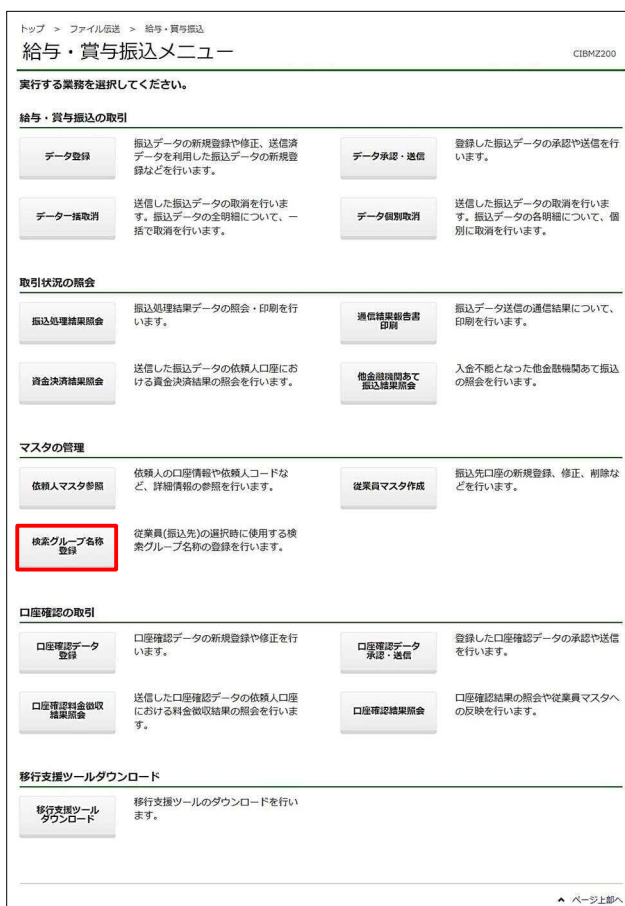 トップ > ファイル伝送 > 給与・賞与振込
給与・賞与振込メニュー
CIBMZ200
実行する業務を選択してください。
給与・賞与振込の取引
データ登録
振込データの新規登録や修正、送信済
データを利用した振込データの新規登
録などを行います。
データ承認・送信
登録した振込データの承認や送信を行
います。
データ一括取消
送信した振込データの取消を行いま
す。振込データの全明細について、一
括で取消を行います。
データ個別取消
送信した振込データの取消を行いま
す。振込データの各明細について、個
別に取消を行います。
取引状況の照会
振込処理結果照会
振込処理結果データの照会・印刷を行
います。
通信結果報告書
印刷
振込データ送信の通信結果について、
印刷を行います。
資金決済結果照会
送信した振込データの依頼人口座にお
ける資金決済結果の照会を行います。
他金融機関あて
振込結果照会
入金不能となった他金融機関あて振込
の照会を行います。
マスタの管理
依頼人マスタ参照
依頼人の口座情報や依頼人コードな
ど、詳細情報の参照を行います。
従業員マスタ作成
振込先口座の新規登録、修正、削除な
どを行います。
検索グループ名称
登録
従業員(振込先)の選択時に使用する検
索グループ名称の登録を行います。
口座確認の取引
口座確認データ
登録
口座確認データの新規登録や修正を行
います。
口座確認データ
承認・送信
登録した口座確認データの承認や送信
を行います。
口座確認料金徴収
結果照会
送信した口座確認データの依頼人口座
における料金徴収結果の照会を行いま
す。
口座確認結果照会
口座確認結果の照会や従業員マスタへ
の反映を行います。
移行支援ツールダウンロード
移行支援ツール
ダウンロード
移行支援ツールのダウンロードを行い
ます。
ページ上部へ